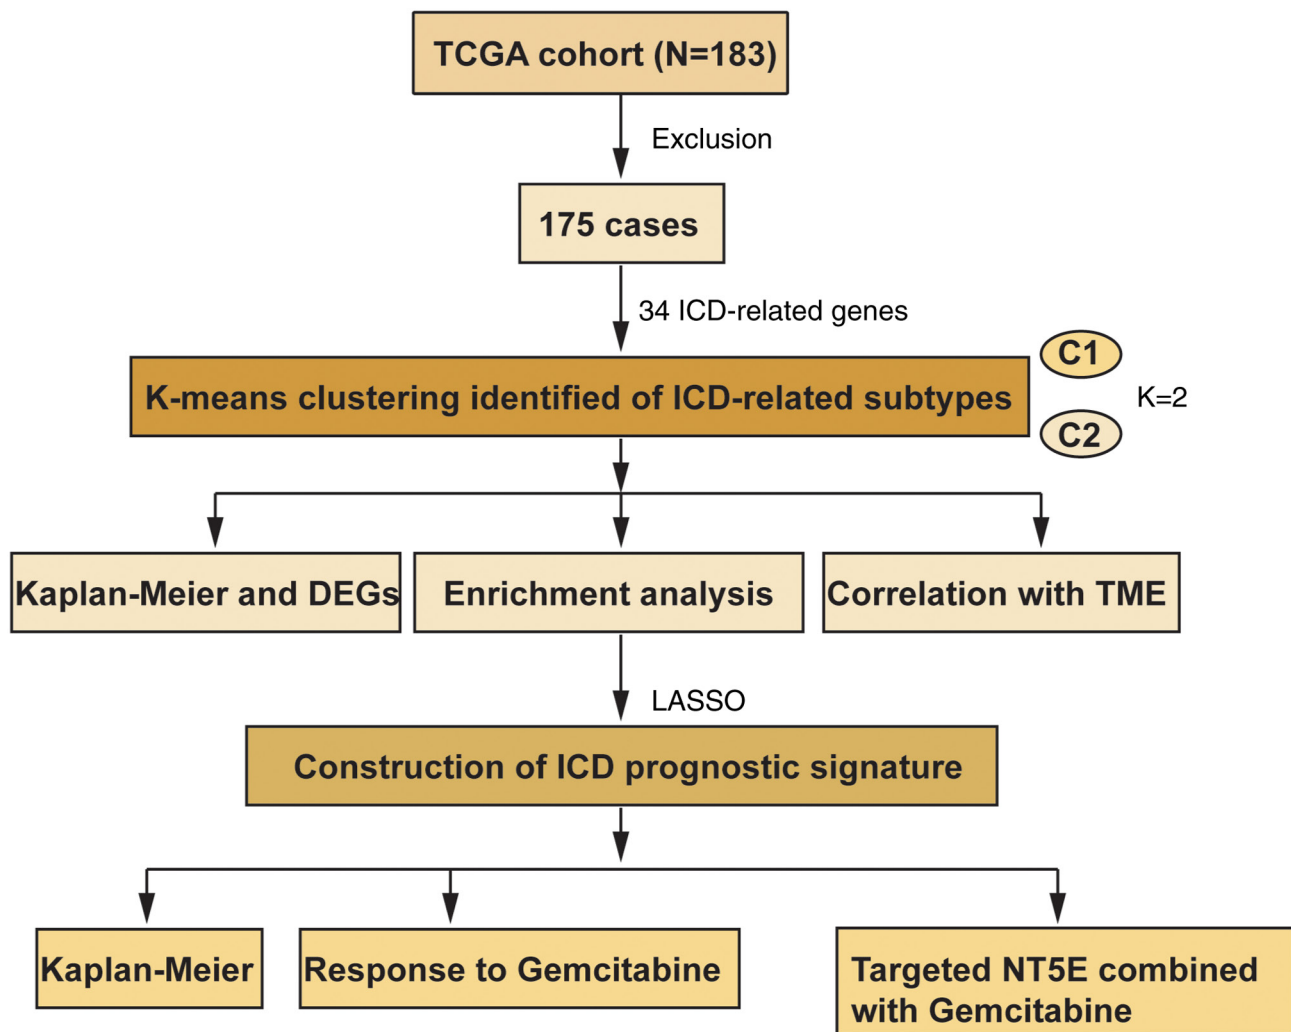 TCGA cohort (N=183)
Exclusion
175 cases
34 ICD-related genes
K-means clustering identified of ICD-related subtypes
C1
K=2
C2
Kaplan-Meier and DEGs
Enrichment analysis
Correlation with TME
LASSO
Construction of ICD prognostic signature
Kaplan-Meier
Response to Gemcitabine
Targeted NT5E combined
with Gemcitabine